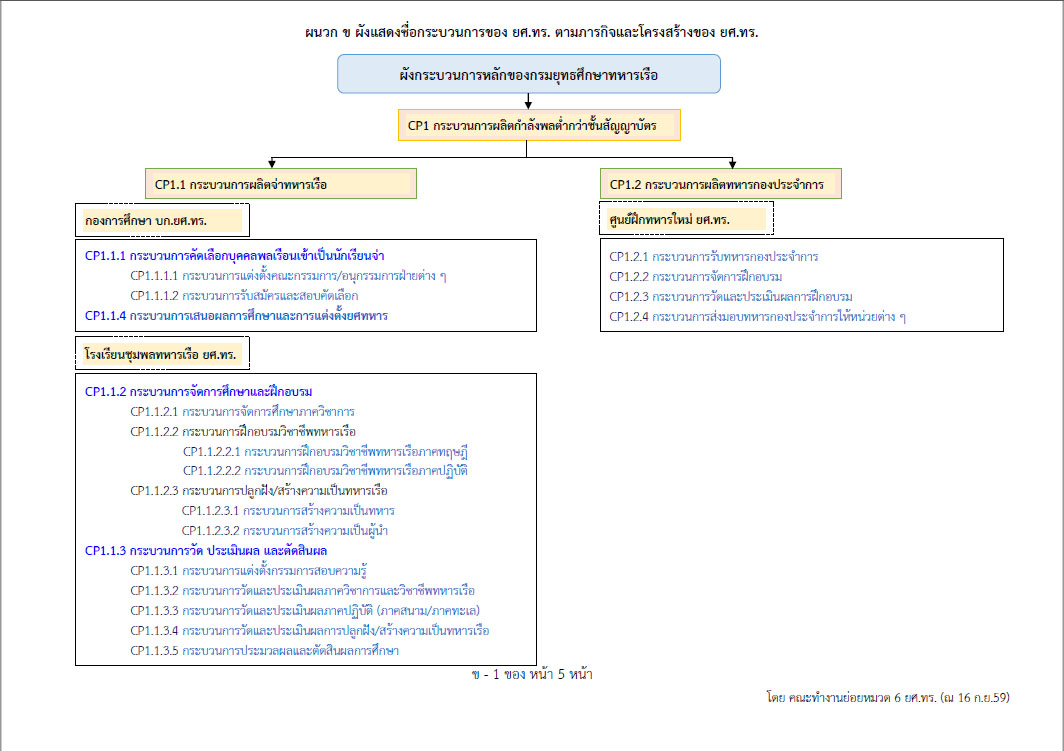 ผนวก ข ผังแสดงชื่อกระบวนการของ ยศ.ทร. ตามภารกิจและโครงสร้างของ ยศ.ทร.
ผังกระบวนการหลักของกรมยุทธศึกษาทหารเรือ
CP1 กระบวนการผลิตกำลังพลต่ำกว่าชั้นสัญญาบัตร
CP1.1 กระบวนการผลิตจ่าทหารเรือ
กองการศึกษา บก.ยศ.ทร.
CP1.1.1 กระบวนการคัดเลือกบุคคลพลเรือนเข้าเป็นนักเรียนจ่า
CP1.1.1.1 กระบวนการแต่งตั้งคณะกรรมการ/อนุกรรมการฝ่ายต่าง ๆ
CP1.1.1.2 กระบวนการรับสมัครและสอบคัดเลือก
CP1.1.4 กระบวนการเสนอผลการศึกษาและการแต่งตั้งยศทหาร
โรงเรียนชุมพลทหารเรือ ยศ.ทร.
CP1.1.2 กระบวนการจัดการศึกษาและฝึกอบรม
CP1.1.2.1 กระบวนการจัดการศึกษาภาควิชาการ
CP1.1.2.2 กระบวนการฝึกอบรมวิชาชีพทหารเรือ
CP1.1.2.2.1 กระบวนการฝึกอบรมวิชาชีพทหารเรือภาคทฤษฎี
CP1.1.2.2.2 กระบวนการฝึกอบรมวิชาชีพทหารเรือภาคปฏิบัติ
CP1.1.2.3 กระบวนการปลูกฝัง/สร้างความเป็นทหารเรือ
CP1.1.2.3.1 กระบวนการสร้างความเป็นทหาร
CP1.1.2.3.2 กระบวนการสร้างความเป็นผู้นำ
CP1.1.3 กระบวนการวัด ประเมินผล และตัดสินผล
CP1.1.3.1 กระบวนการแต่งตั้งกรรมการสอบความรู้
CP1.1.3.2 กระบวนการวัดและประเมินผลภาควิชาการและวิชาชีพทหารเรือ
CP1.1.3.3 กระบวนการวัดและประเมินผลภาคปฏิบัติ (ภาคสนาม/ภาคทะเล)
CP1.1.3.4 กระบวนการวัดและประเมินผลการปลูกฝัง/สร้างความเป็นทหารเรือ
CP1.1.3.5 กระบวนการประมวลผลและตัดสินผลการศึกษา
CP1.2 กระบวนการผลิตทหารกองประจำการ
ศูนย์ฝึกทหารใหม่ ยศ.ทร.
CP1.2.1 กระบวนการรับทหารกองประจำการ
CP1.2.2 กระบวนการจัดการฝึกอบรม
CP1.2.3 กระบวนการวัดและประเมินผลการฝึกอบรม
CP1.2.4 กระบวนการส่งมอบทหารกองประจำการให้หน่วยต่าง ๆ
ข - 1 ของ หน้า 5 หน้า
โดย คณะทำงานย่อยหมวด 6 ยศ.ทร. (ณ 16 ก.ย.59)